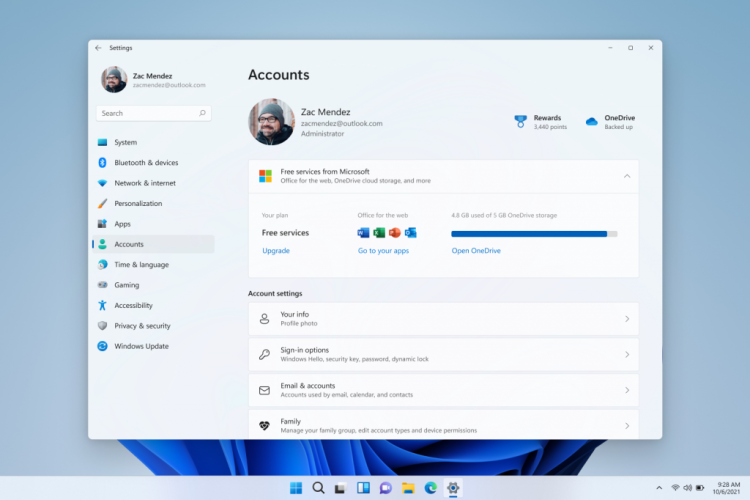 Settings
Zac Mendez
zacmendez@outlook.com
Search
System
Bluetooth & devices
Network & internet
Personalization
Apps
Accounts
Time & language
Gaming
Accessibility
Privacy & security
Windows Update
Accounts
Zac Mendez
zacmendez@outlook.com
Administrator
Rewards
3,440 points
OneDrive
Backed up
Free services from Microsoft
Office for the web, OneDrive cloud storage, and more
Your plan
Free services
Upgrade
Office for the web
Go to your apps
4.8 GB used of 5 GB OneDrive storage
Open OneDrive
Account settings
Your info
Profile photo
Sign-in options
Windows Hello, security key, password, dynamic lock
Email & accounts
Accounts used by email, calendar, and contacts
Family
Manage your family group, edit account types and device permissions
9:28 AM
10/6/2021